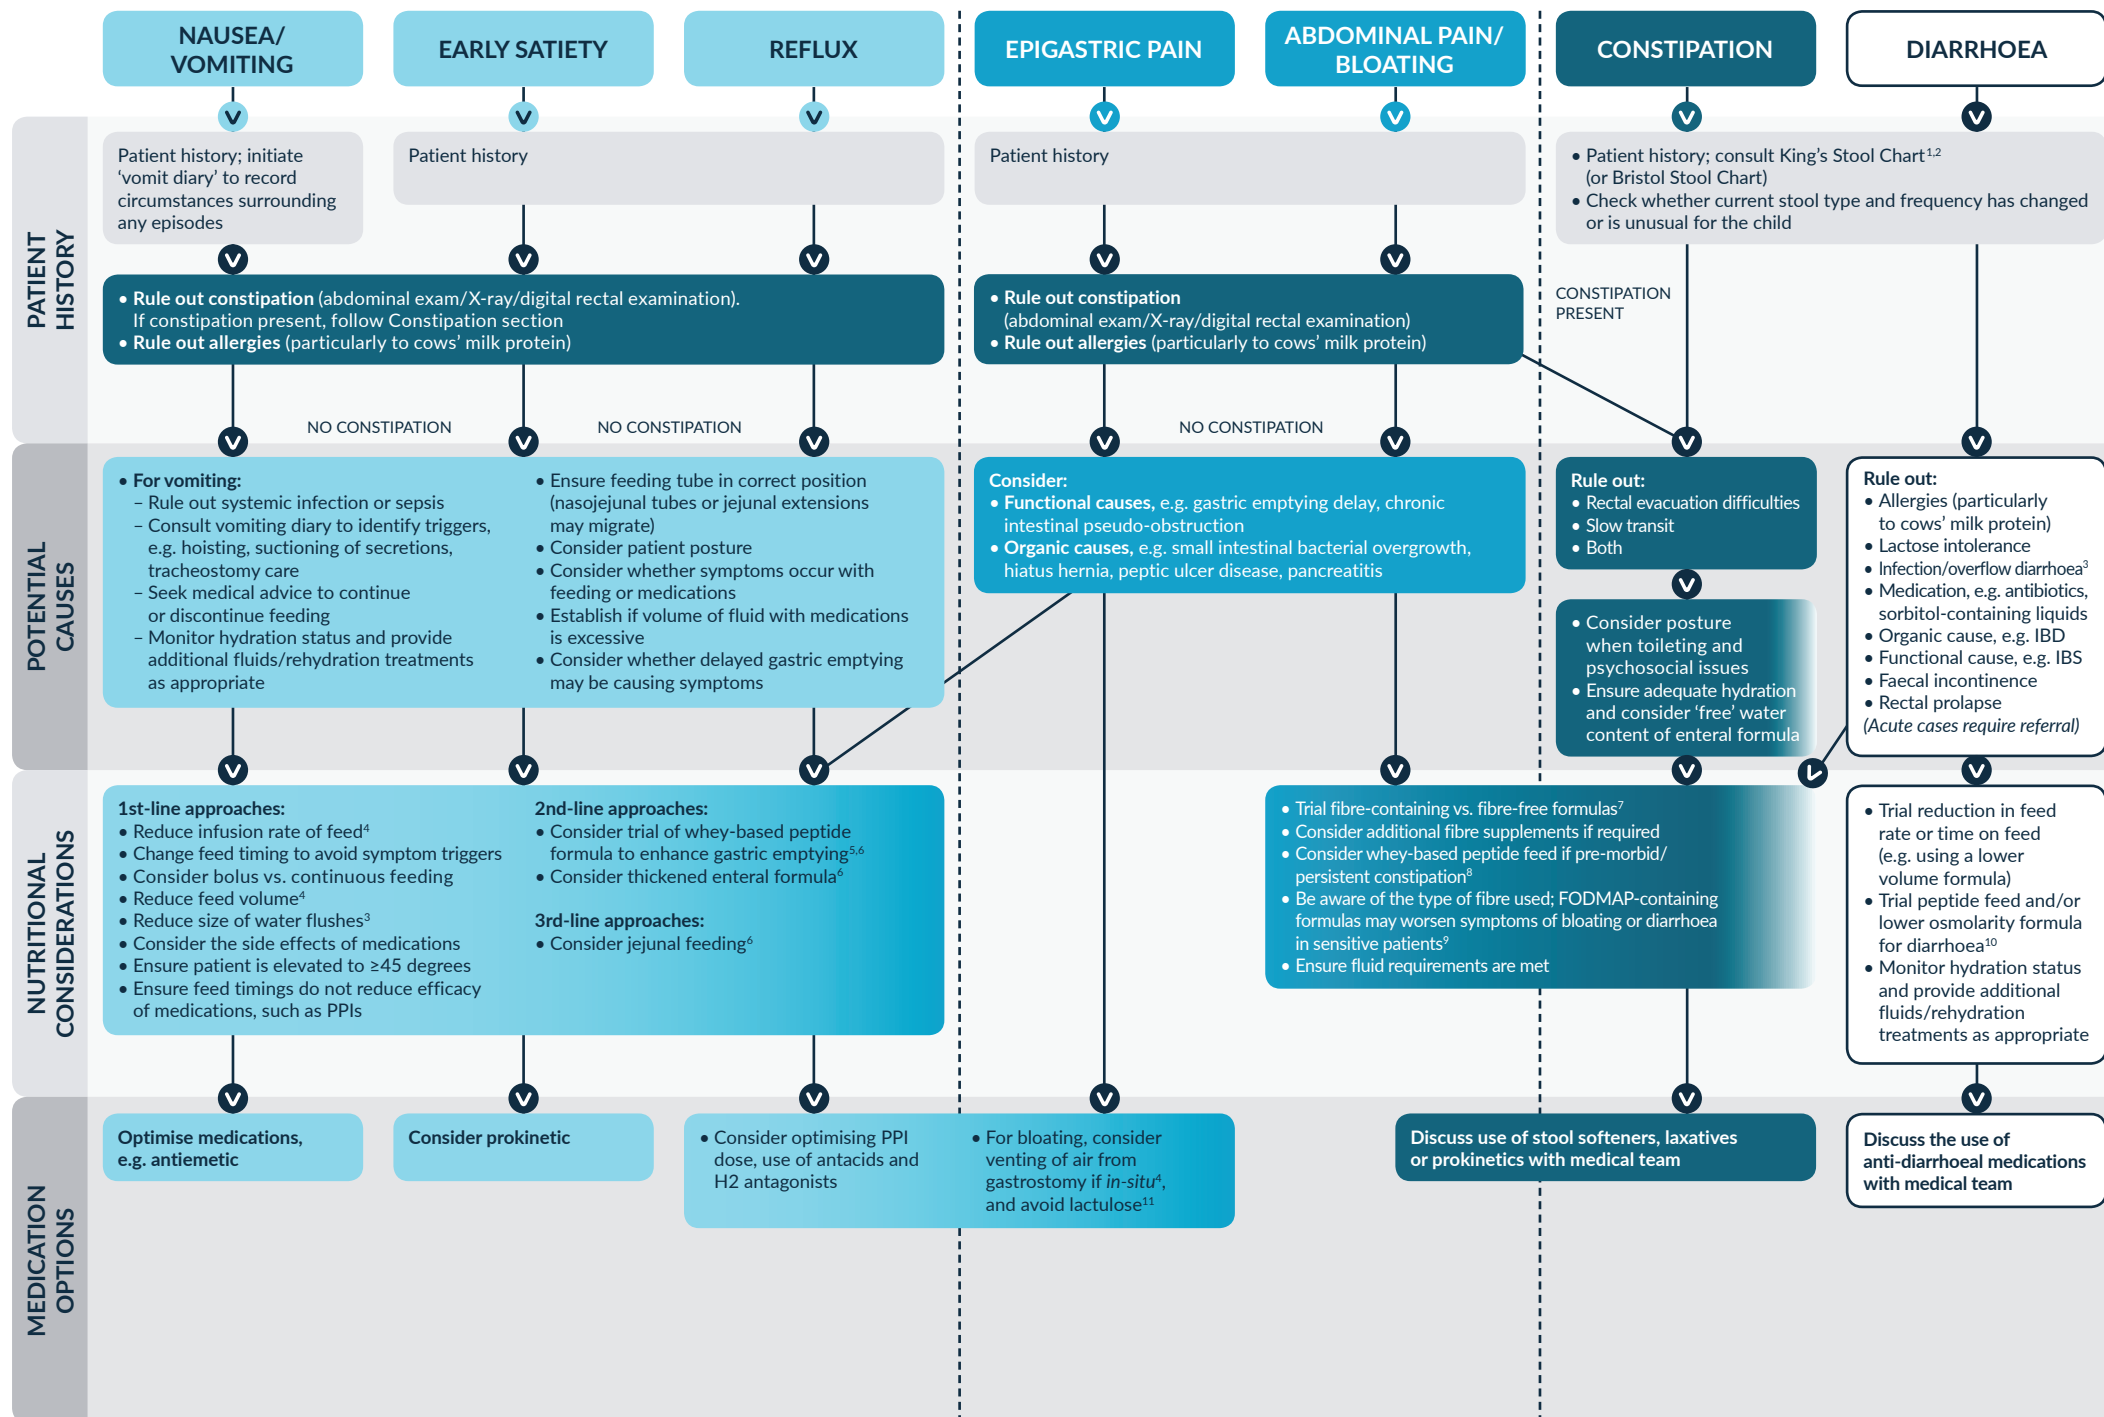 NAUSEA/
VOMITING
EARLY SATIETY
REFLUX
EPIGASTRIC PAIN
ABDOMINAL PAIN/
BLOATING
CONSTIPATION
DIARRHOEA
PATIENT
HISTORY
Patient history; initiate
‘vomit diary’ to record
circumstances surrounding
any episodes
Patient history
Patient history
• Patient history; consult King’s Stool Chart1,2
(or Bristol Stool Chart)
• Check whether current stool type and frequency has changed
or is unusual for the child
• Rule out constipation (abdominal exam/X-ray/digital rectal examination).
If constipation present, follow Constipation section
• Rule out allergies (particularly to cows’ milk protein)
• Rule out constipation
(abdominal exam/X-ray/digital rectal examination)
• Rule out allergies (particularly to cows’ milk protein)
CONSTIPATION
PRESENT
NO CONSTIPATION
NO CONSTIPATION
NO CONSTIPATION
POTENTIAL
CAUSES
• For vomiting:
– Rule out systemic infection or sepsis
– Consult vomiting diary to identify triggers,
e.g. hoisting, suctioning of secretions,
tracheostomy care
– Seek medical advice to continue
or discontinue feeding
– Monitor hydration status and provide
additional fluids/rehydration treatments
as appropriate
• Ensure feeding tube in correct position
(nasojejunal tubes or jejunal extensions
may migrate)
• Consider patient posture
• Consider whether symptoms occur with
feeding or medications
• Establish if volume of fluid with medications
is excessive
• Consider whether delayed gastric emptying
may be causing symptoms
Consider:
• Functional causes, e.g. gastric emptying delay, chronic
intestinal pseudo-obstruction
• Organic causes, e.g. small intestinal bacterial overgrowth,
hiatus hernia, peptic ulcer disease, pancreatitis
Rule out:
• Rectal evacuation difficulties
• Slow transit
• Both
• Consider posture
when toileting and
psychosocial issues
• Ensure adequate hydration
and consider ‘free’ water
content of enteral formula
Rule out:
• Allergies (particularly
to cows’ milk protein)
• Lactose intolerance
• Infection/overflow diarrhoea3
• Medication, e.g. antibiotics,
sorbitol-containing liquids
• Organic cause, e.g. IBD
• Functional cause, e.g. IBS
• Faecal incontinence
• Rectal prolapse
(Acute cases require referral)
NUTRITIONAL
CONSIDERATIONS
1st-line approaches:
• Reduce infusion rate of feed4
• Change feed timing to avoid symptom triggers
• Consider bolus vs. continuous feeding
• Reduce feed volume4
• Reduce size of water flushes3
• Consider the side effects of medications
• Ensure patient is elevated to ≥45 degrees
• Ensure feed timings do not reduce efficacy
of medications, such as PPIs
2nd-line approaches:
• Consider trial of whey-based peptide
formula to enhance gastric emptying5,6
• Consider thickened enteral formula6
3rd-line approaches:
• Consider jejunal feeding6
• Trial fibre-containing vs. fibre-free formulas7
• Consider additional fibre supplements if required
• Consider whey-based peptide feed if pre-morbid/
persistent constipation8
• Be aware of the type of fibre used; FODMAP-containing
formulas may worsen symptoms of bloating or diarrhoea
in sensitive patients9
• Ensure fluid requirements are met
• Trial reduction in feed
rate or time on feed
(e.g. using a lower
volume formula)
• Trial peptide feed and/or
lower osmolarity formula
for diarrhoea10
• Monitor hydration status
and provide additional
fluids/rehydration
treatments as appropriate
MEDICATION
OPTIONS
Optimise medications,
e.g. antiemetic
Consider prokinetic
• Consider optimising PPI
dose, use of antacids and
H2 antagonists
• For bloating, consider
venting of air from
gastrostomy if in-situ4,
and avoid lactulose11
Discuss use of stool softeners, laxatives
or prokinetics with medical team
Discuss the use of
anti-diarrhoeal medications
with medical team